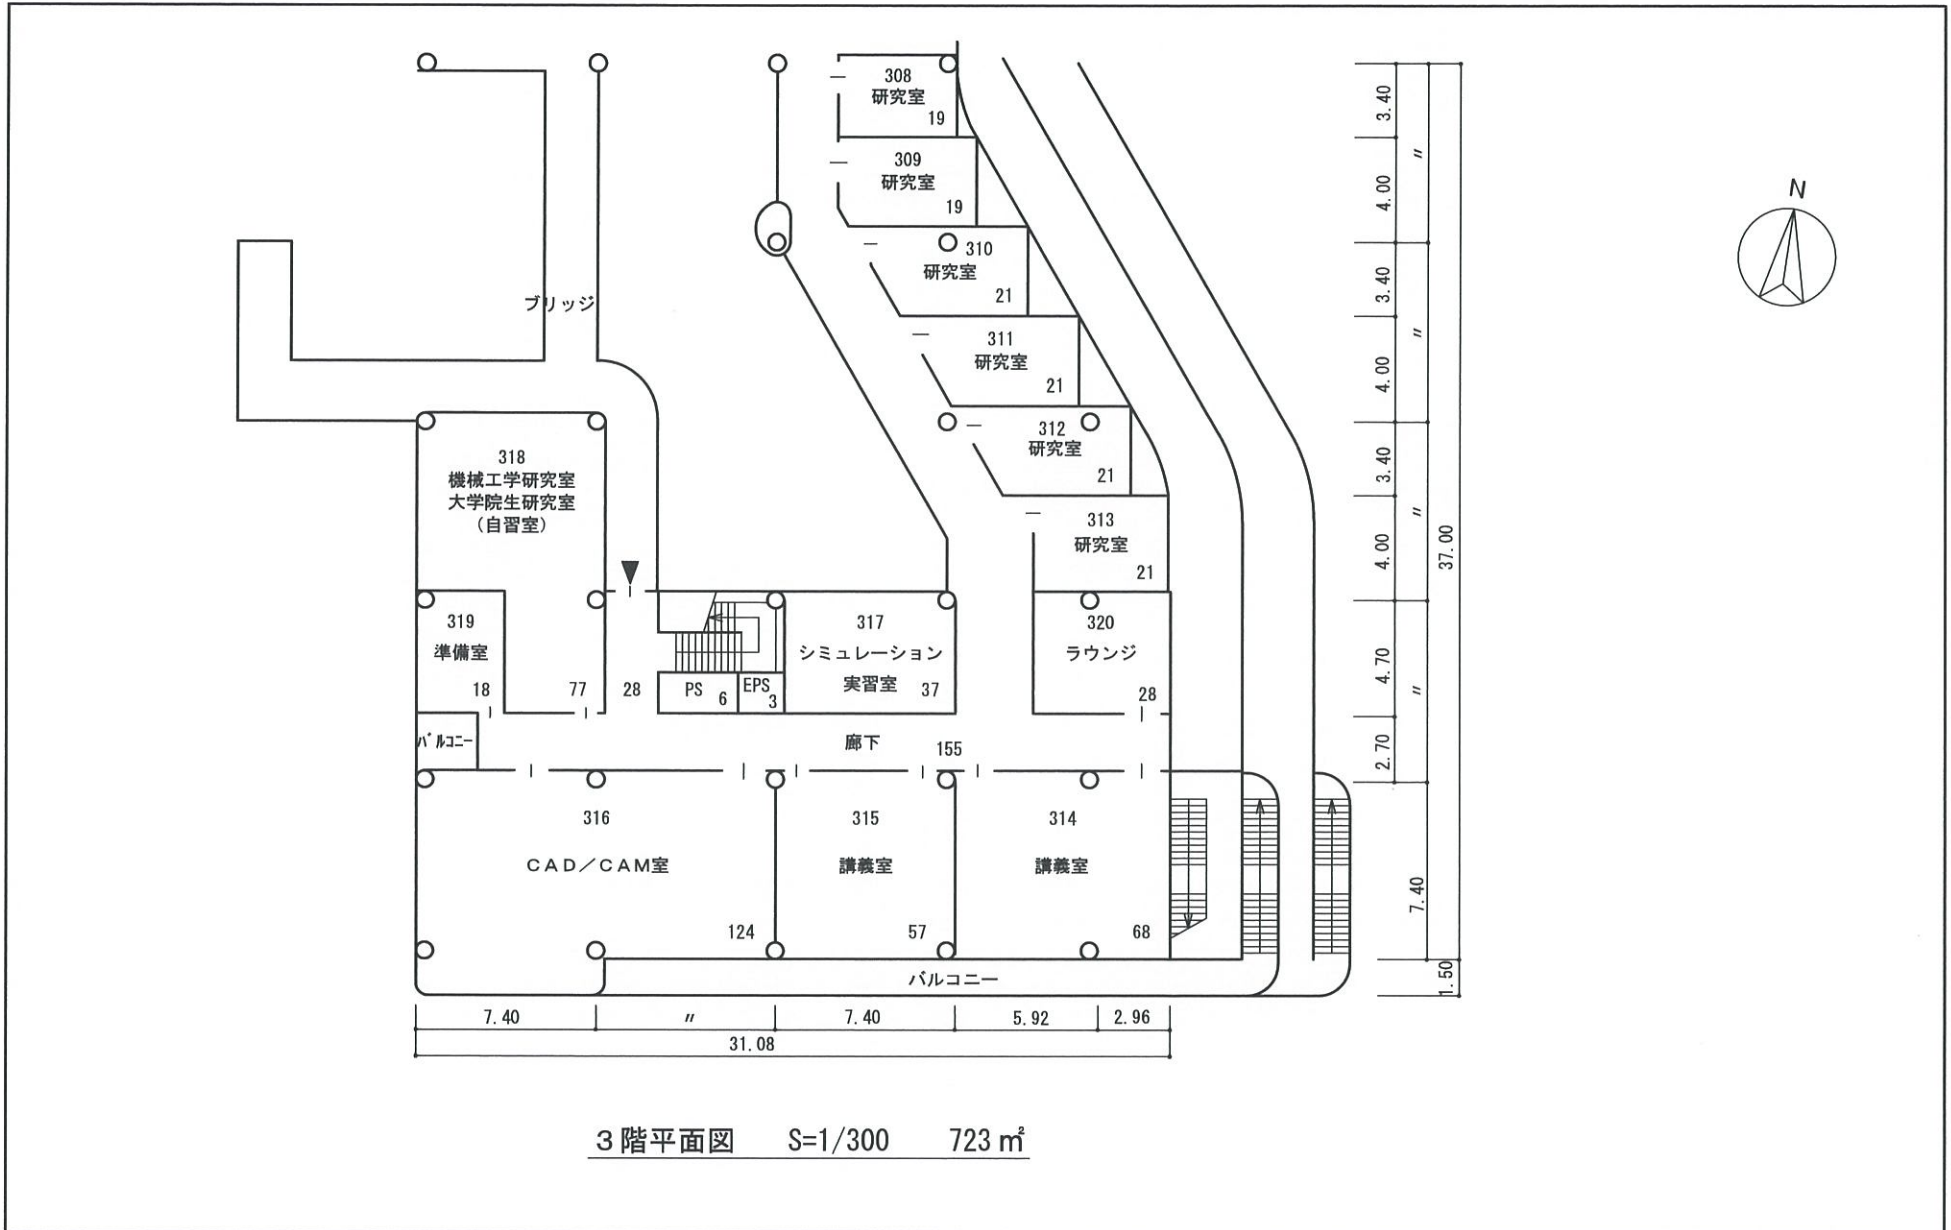 N
308
研究室
19
309
研究室
19
310
研究室
21
311
研究室
21
312
研究室
21
313
研究室
21
ブリッジ
318
機械工学研究室
大学院生研究室
(自習室)
77
319
準備室
18
28
PS
6
EPS
3
317
シミュレーション
実習室 37
320
ラウンジ
28
バルコニー
廊下
155
316
CAD/CAM室
124
315
講義室
57
314
講義室
68
バルコニー
3.40
4.00
3.40
4.00
3.40
4.00
4.70
2.70
〃
〃
〃
〃
7.40
37.00
1.50
7.40 〃 7.40 5.92 2.96
31.08
3階平面図 S=1/300 723㎡